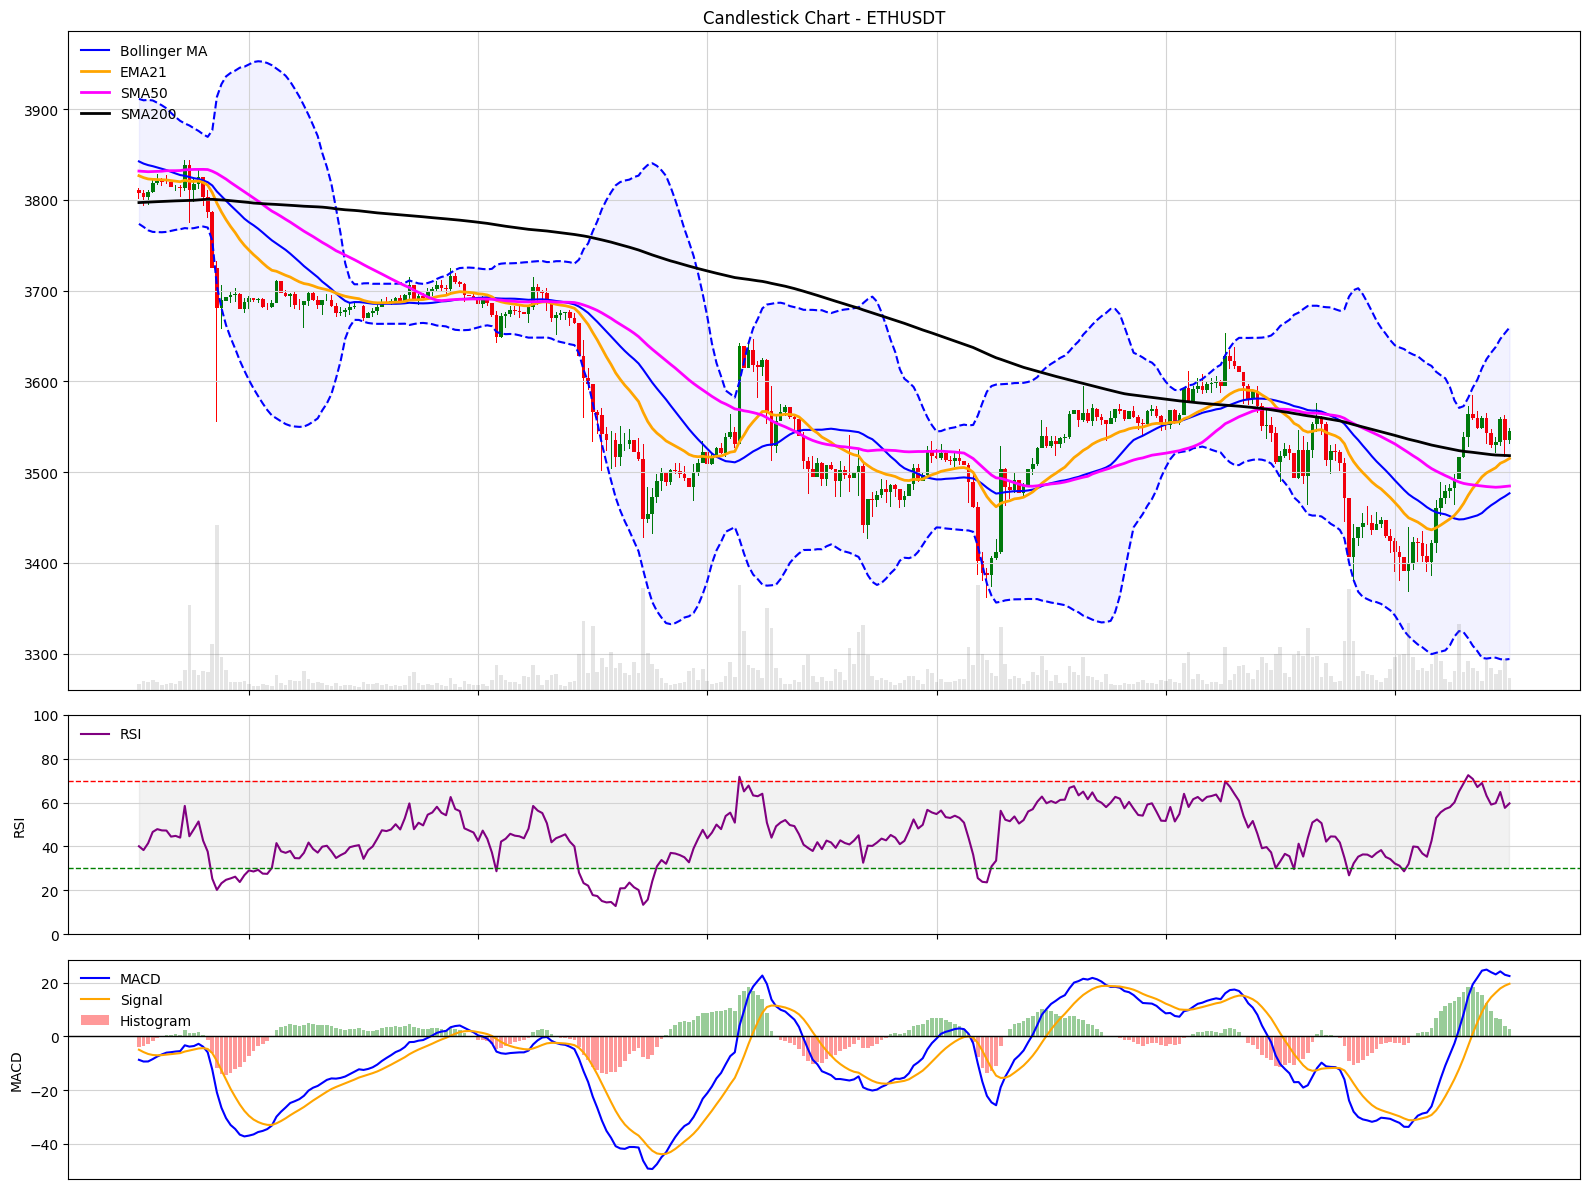 Candlestick Chart - ETHUSDT
Bollinger MA
EMA21
SMA50
SMA200
3900
3800
3700
3600
3500
3400
3300
RSI
100
80
60
40
20
0
RSI
MACD
Signal
Histogram
20
0
−20
−40
MACD